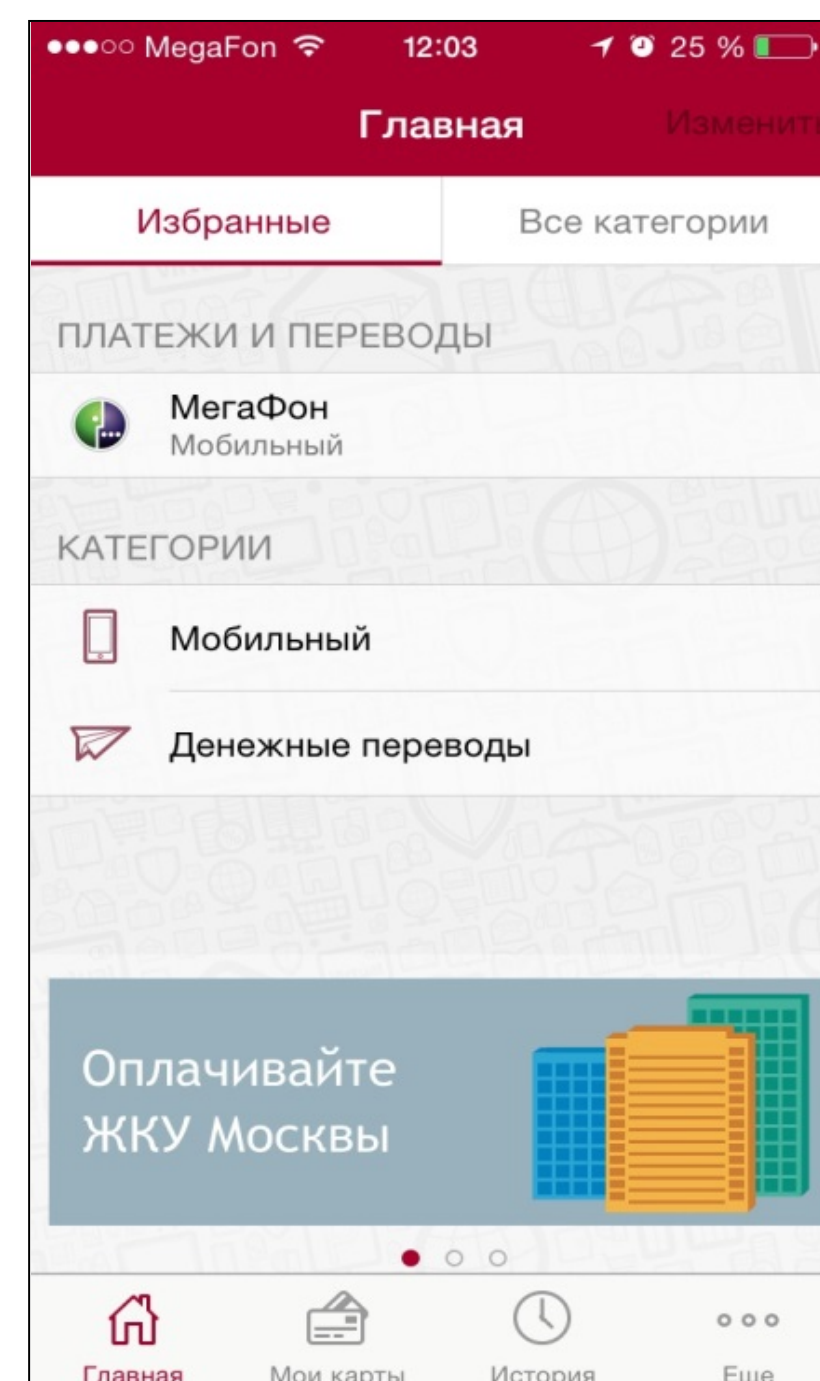 MegaFon 12:03 25 %
Главная Изменить
Избранные Все категории
ПЛАТЕЖИ И ПЕРЕВОДЫ
МегаФон
Мобильный
КАТЕГОРИИ
Мобильный
Денежные переводы
Оплачивайте
ЖКУ Москвы
Главная Мои карты История Еще